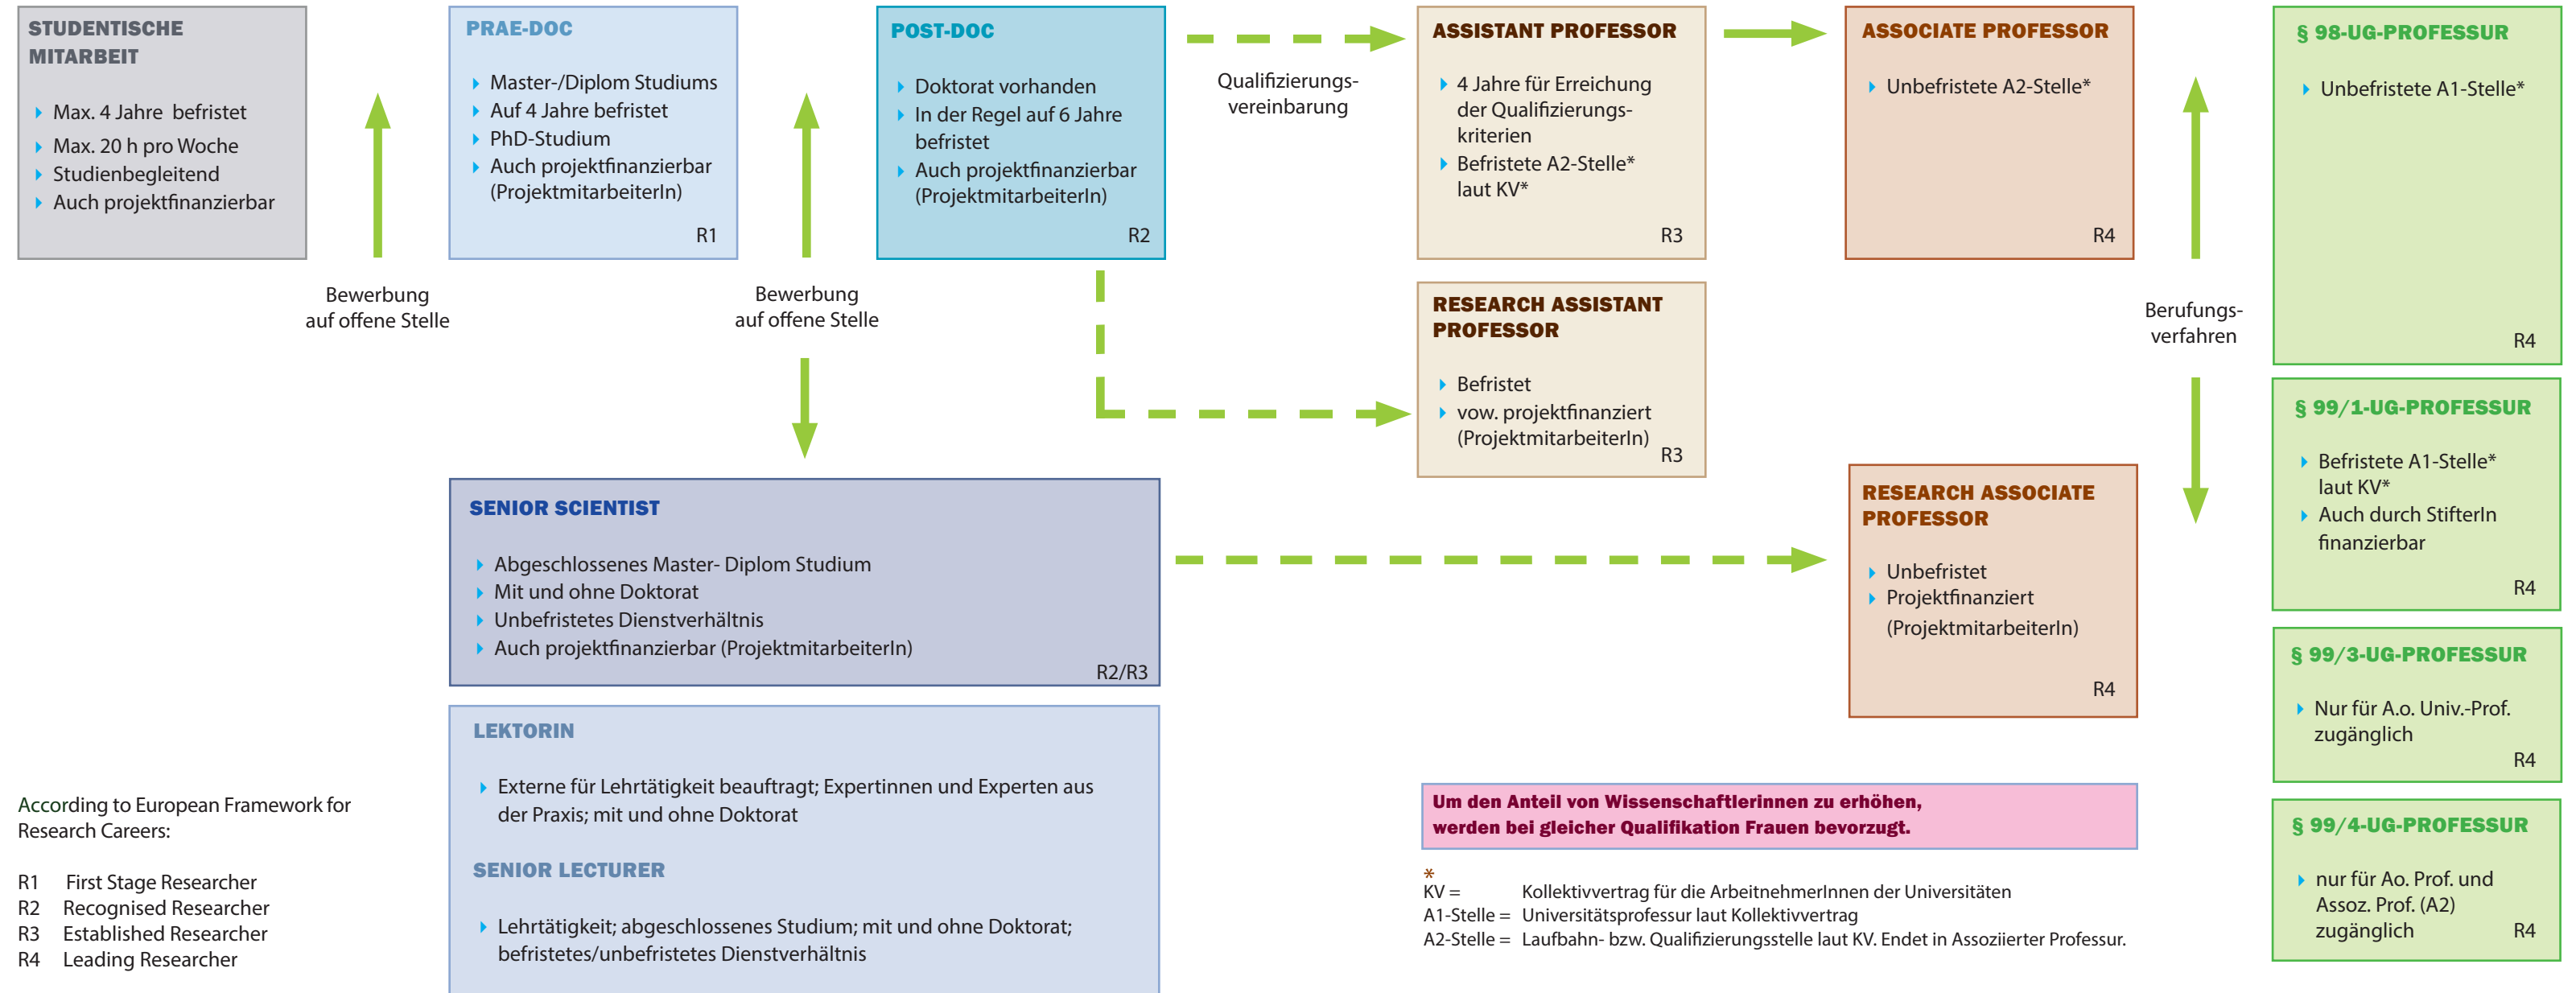 STUDENTISCHE
MITARBEIT
Max. 4 Jahre befristet
Max. 20 h pro Woche
Studienbegleitend
Auch projektfinanzierbar
Bewerbung
auf offene Stelle
PRAE-DOC
Master-/Diplom Studiums
Auf 4 Jahre befristet
PhD-Studium
Auch projektfinanzierbar
(ProjektmitarbeiterIn)
R1
Bewerbung
auf offene Stelle
POST-DOC
Doktorat vorhanden
In der Regel auf 6 Jahre
befristet
Auch projektfinanzierbar
(ProjektmitarbeiterIn)
R2
Qualifizierungs-
vereinbarung
ASSISTANT PROFESSOR
4 Jahre für Erreichung
der Qualifizierungs-
kriterien
Befristete A2-Stelle*
laut KV*
R3
RESEARCH ASSISTANT
PROFESSOR
Befristet
vow. projektfinanziert
(ProjektmitarbeiterIn)
R3
ASSOCIATE PROFESSOR
Unbefristete A2-Stelle*
R4
RESEARCH ASSOCIATE
PROFESSOR
Unbefristet
Projektfinanziert
(ProjektmitarbeiterIn)
R4
Berufungs-
verfahren
§ 98-UG-PROFESSUR
Unbefristete A1-Stelle*
R4
§ 99/1-UG-PROFESSUR
Befristete A1-Stelle*
laut KV*
Auch durch StifterIn
finanzierbar
R4
§ 99/3-UG-PROFESSUR
Nur für A.o. Univ.-Prof.
zugänglich
R4
§ 99/4-UG-PROFESSUR
nur für Ao. Prof. und
Assoz. Prof. (A2)
zugänglich
R4
SENIOR SCIENTIST
Abgeschlossenes Master- Diplom Studium
Mit und ohne Doktorat
Unbefristetes Dienstverhältnis
Auch projektfinanzierbar (ProjektmitarbeiterIn)
R2/R3
LEKTORIN
Externe für Lehrtätigkeit beauftragt; Expertinnen und Experten aus
der Praxis; mit und ohne Doktorat
SENIOR LECTURER
Lehrtätigkeit; abgeschlossenes Studium; mit und ohne Doktorat;
befristetes/unbefristetes Dienstverhältnis
According to European Framework for
Research Careers:
R1 First Stage Researcher
R2 Recognised Researcher
R3 Established Researcher
R4 Leading Researcher
Um den Anteil von Wissenschaftlerinnen zu erhöhen,
werden bei gleicher Qualifikation Frauen bevorzugt.
*
KV = Kollektivvertrag für die ArbeitnehmerInnen der Universitäten
A1-Stelle = Universitätsprofessur laut Kollektivvertrag
A2-Stelle = Laufbahn- bzw. Qualifizierungsstelle laut KV. Endet in Assoziierter Professur.